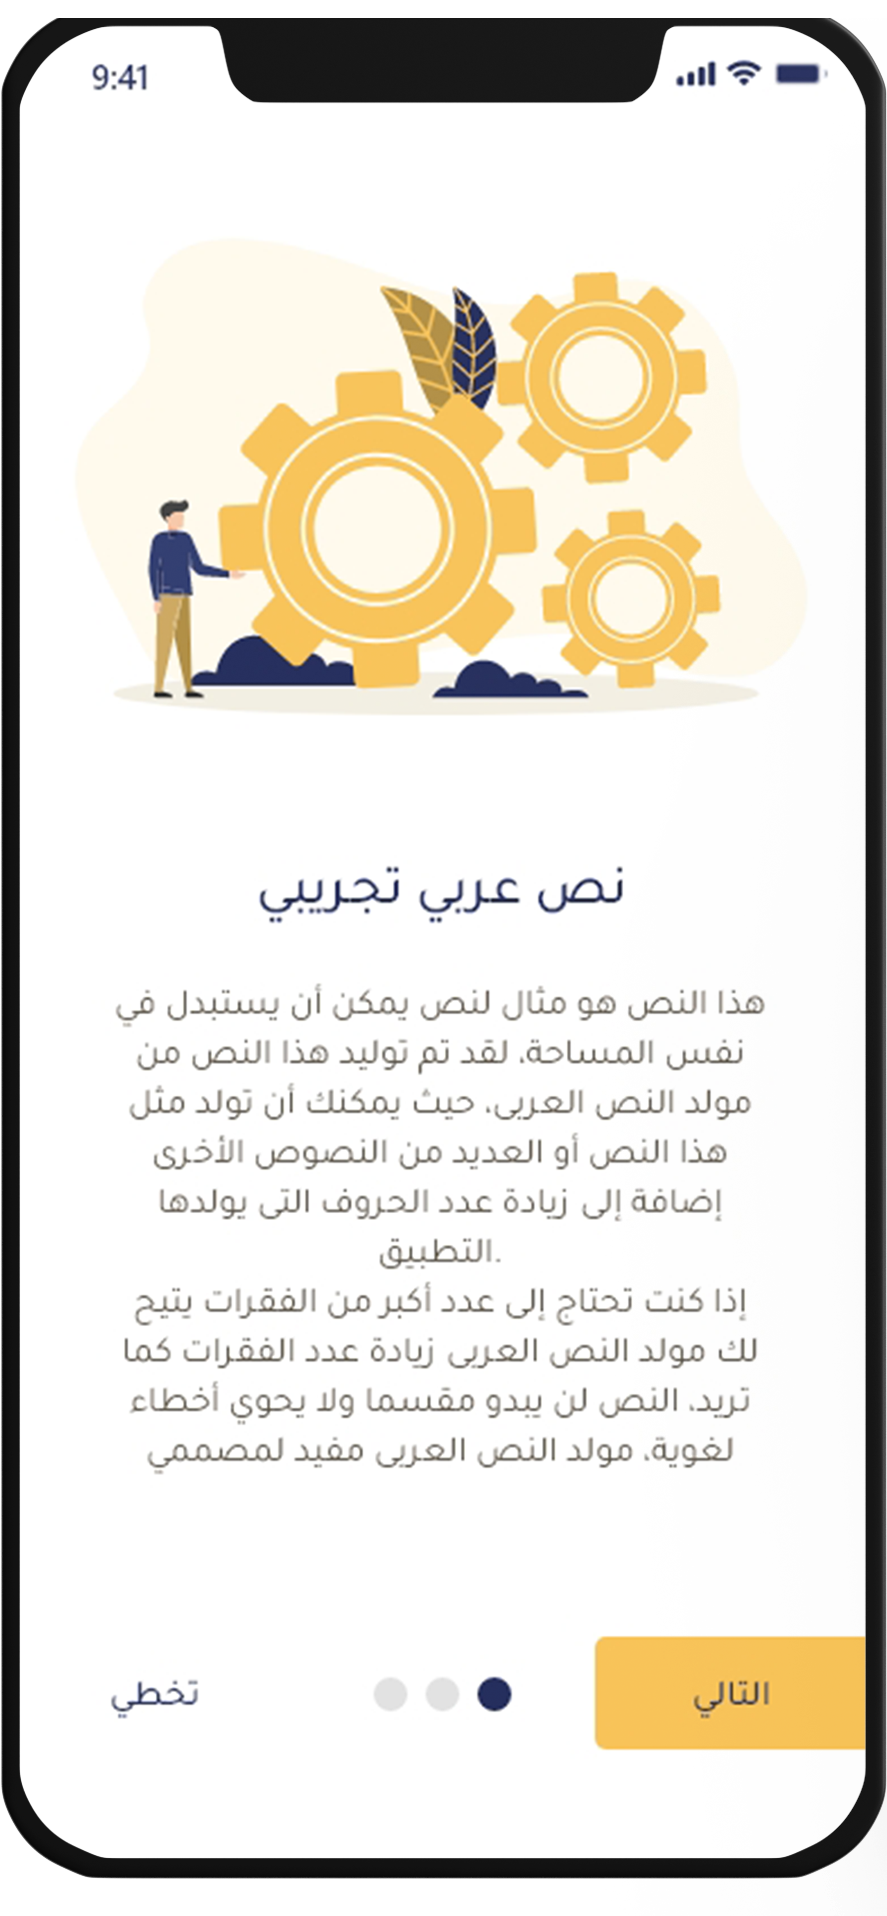 9:41
نص عربي تجريبي
هذا النص هو مثال لنص يمكن أن يستبدل في
نفس المساحة، لقد تم توليد هذا النص من
مولد النص العربى، حيث يمكنك أن تولد مثل
هذا النص أو العديد من النصوص الأخرى
إضافة إلى زيادة عدد الحروف التى يولدها
.التطبيق
إذا كنت تحتاج إلى عدد أكبر من الفقرات يتيح
لك مولد النص العربى زيادة عدد الفقرات كما
تريد، النص لن يبدو مقسما ولا يحوي أخطاء
لغوية، مولد النص العربى مفيد لمصممي
التالي
تخطي